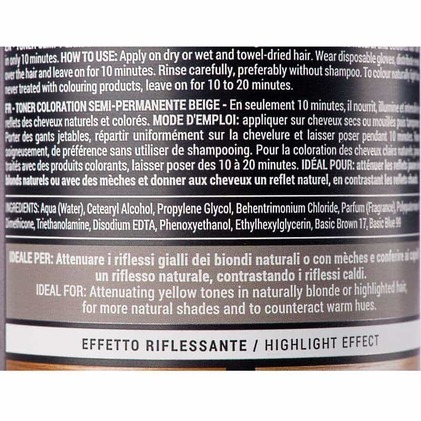 in only 10 minutes. HOW TO USE: Apply on dry or wet and towel-dried hair. Wear disposable gloves, distribute
over the hair and leave on for 10 minutes. Rinse carefully, preferably without shampoo. To colour naturally light
never treated with colouring products, leave on for 10 to 20 minutes.
FR - TONER COLORATION SEMI-PERMANENTE BEIGE - En seulement 10 minutes, il nourrit, illumine et intensifie
reflets des cheveux naturels et colorés. MODE D'EMPLOI: appliquer sur cheveux secs ou mouillés puis
Porter des gants jetables, répartir uniformément sur la chevelure et laisser poser pendant 10 minutes.
soigneusement, de préférence sans utiliser de shampooing. Pour la coloration des cheveux clairs naturels, jamais
traités avec des produits colorants, laisser poser de 10 à 20 minutes. IDÉAL POUR: atténuer les reflets
blonds naturels ou avec des mèches et donner aux cheveux un reflet naturel, en contrastant les reflets
INGREDIENTS: Aqua (Water), Cetearyl Alcohol, Propylene Glycol, Behentrimonium Chloride, Parfum (Fragrance),
Dimethicone, Triethanolamine, Disodium EDTA, Phenoxyethanol, Ethylhexylglycerin, Basic Brown 17, Basic Blue 99
IDEALE PER: Attenuare i riflessi gialli dei biondi naturali o con mèches e conferire ai
un riflesso naturale, contrastando i riflessi caldi.
IDEAL FOR: Attenuating yellow tones in naturally blonde or highlighted hair,
for more natural shades and to counteract warm hues.
EFFETTO RIFLESSANTE / HIGHLIGHT EFFECT